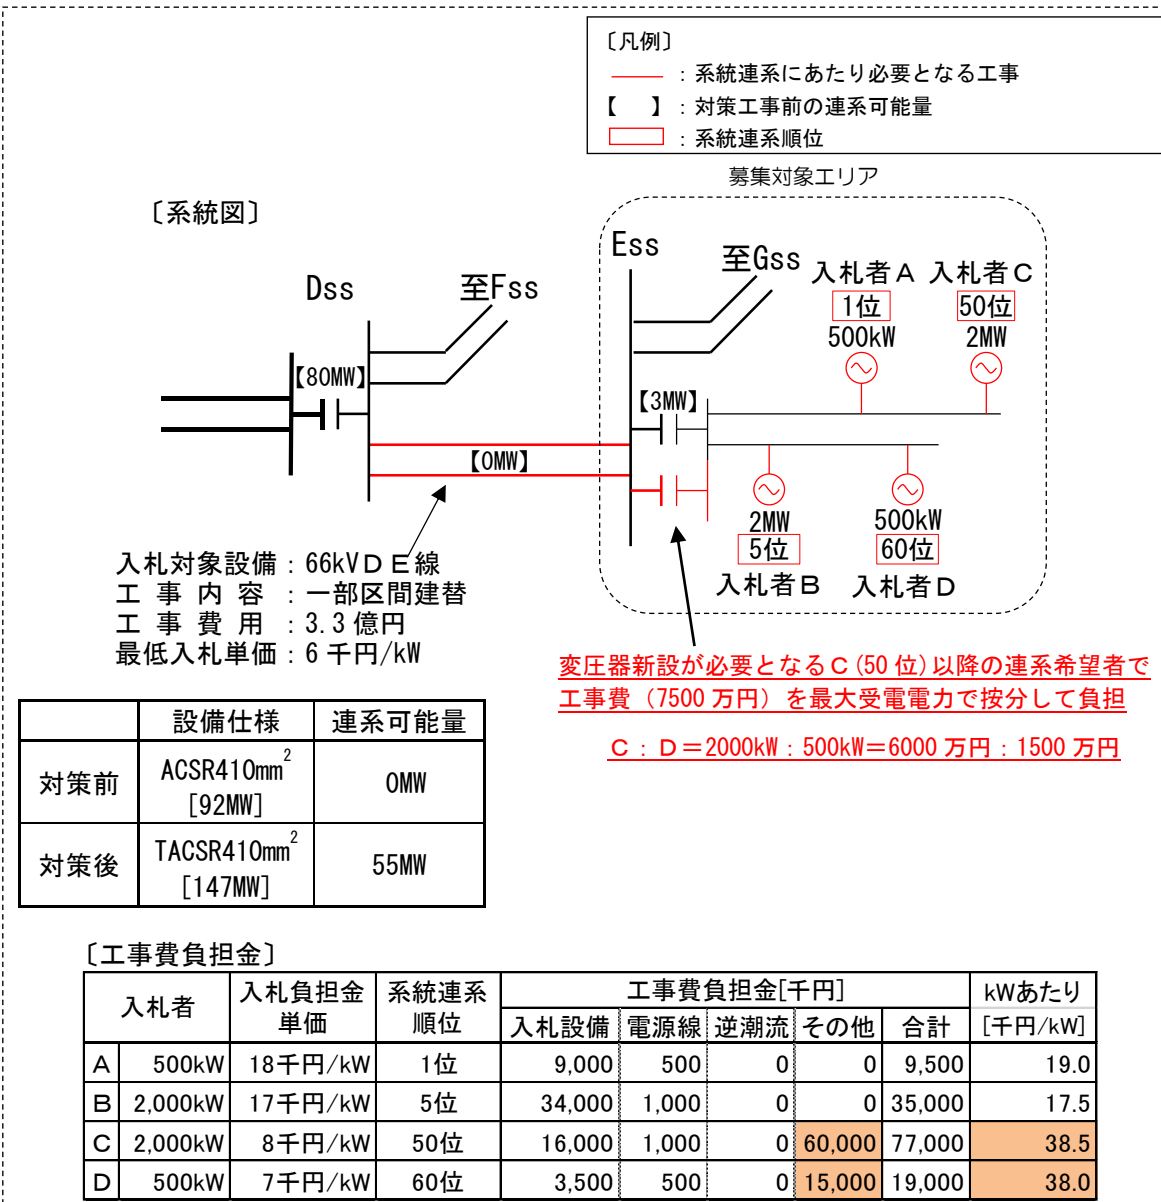 〔凡例〕
：系統連系にあたり必要となる工事
【　】：対策工事前の連系可能量
：系統連系順位
募集対象エリア
〔系統図〕
Ess
至Gss
入札者A 入札者C
Dss
至Fss
1位
50位
500kW
2MW
【80MW】
【3MW】
【0MW】
2MW
500kW
5位
60位
入札者B 入札者D
入札対象設備：66kVＤＥ線
工事内容：一部区間建替
工事費用：3.3億円
最低入札単価：6千円/kW
変圧器新設が必要となるC(50位)以降の連系希望者で
工事費（7500万円）を最大受電電力で按分して負担
C：D＝2000kW：500kW＝6000万円：1500万円
設備仕様 連系可能量
対策前 ACSR410mm² [92MW] 0MW
対策後 TACSR410mm² [147MW] 55MW
〔工事費負担金〕
入札者 入札負担金単価 系統連系順位 工事費負担金[千円] kWあたり[千円/kW]
入札設備 電源線 逆潮流 その他 合計
A 500kW 18千円/kW 1位 9,000 500 0 0 9,500 19.0
B 2,000kW 17千円/kW 5位 34,000 1,000 0 0 35,000 17.5
C 2,000kW 8千円/kW 50位 16,000 1,000 0 60,000 77,000 38.5
D 500kW 7千円/kW 60位 3,500 500 0 15,000 19,000 38.0